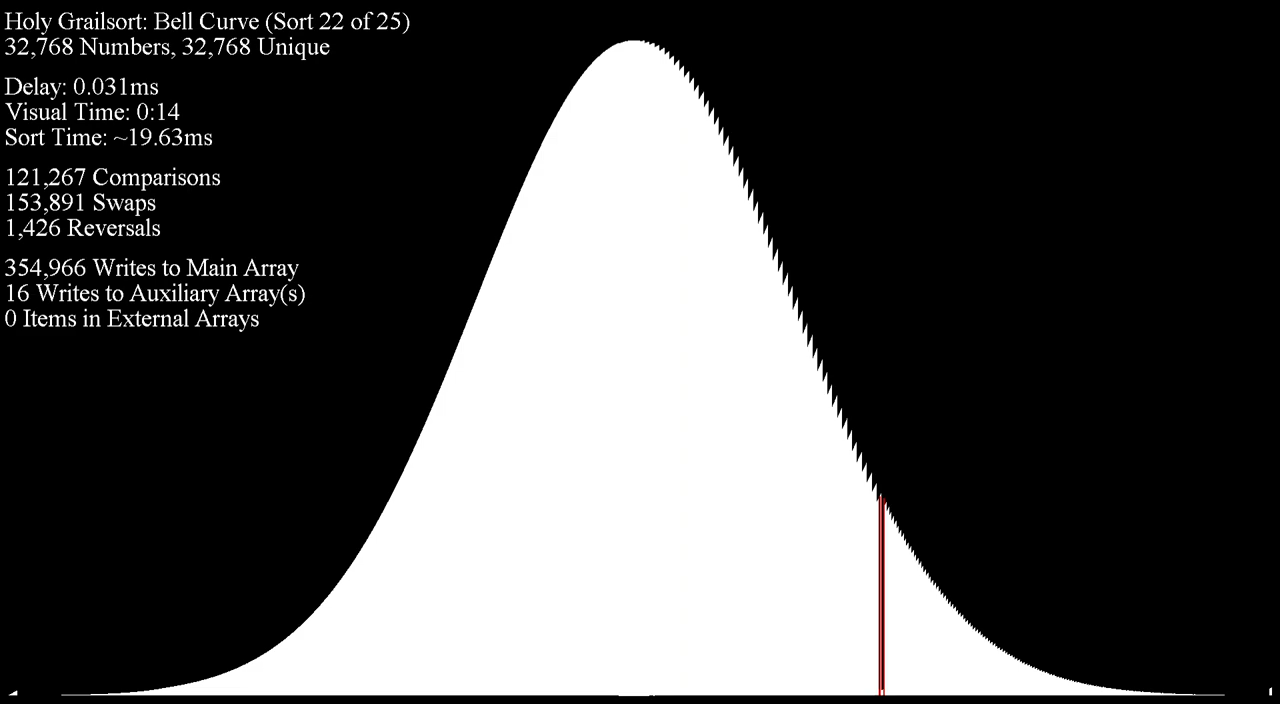 Holy Grailsort: Bell Curve (Sort 22 of 25)
32,768 Numbers, 32,768 Unique
Delay: 0.031ms
Visual Time: 0:14
Sort Time: ~19.63ms
121,267 Comparisons
153,891 Swaps
1,426 Reversals
354,966 Writes to Main Array
16 Writes to Auxiliary Array(s)
0 Items in External Arrays